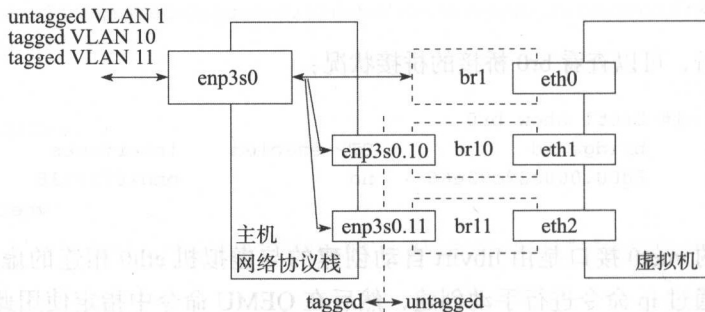 untagged VLAN 1
tagged VLAN 10
tagged VLAN 11
enp3s0
br1
eth0
enp3s0.10
br10
eth1
enp3s0.11
br11
eth2
主机
网络协议栈
虚拟机
tagged
untagged